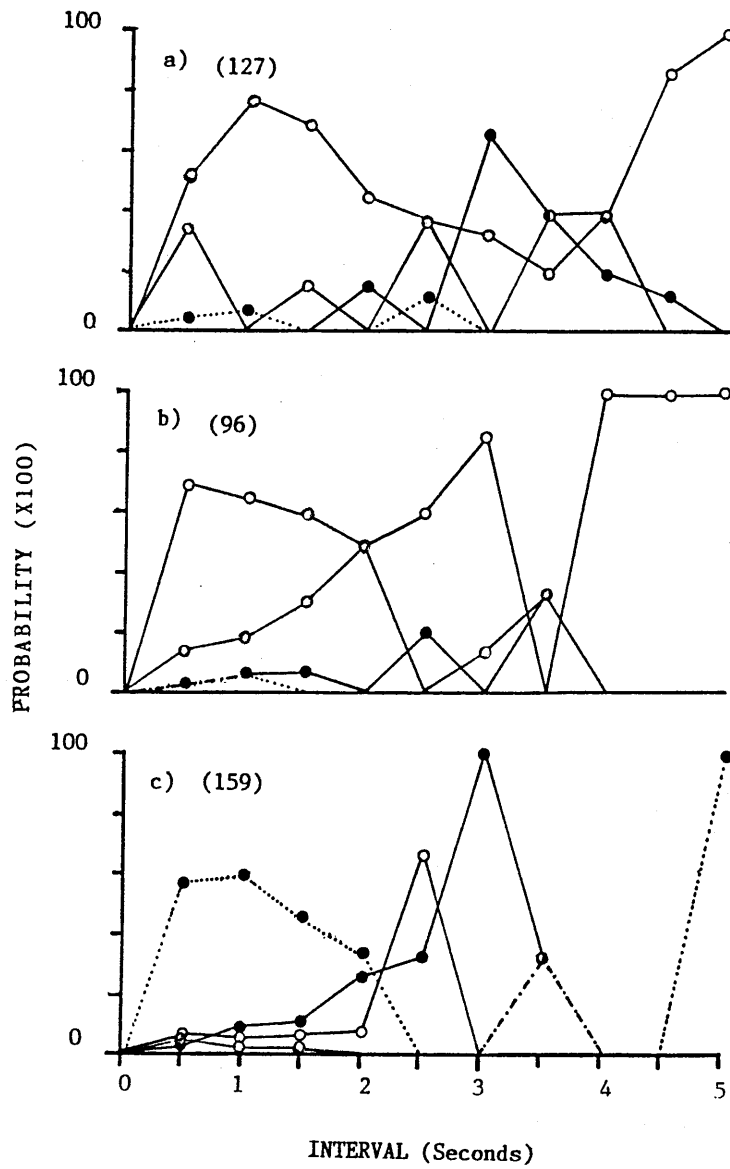 100
a) (127)
0
100
b) (96)
PROBABILITY (X100)
0
100
c) (159)
0
0 1 2 3 4 5
INTERVAL (Seconds)